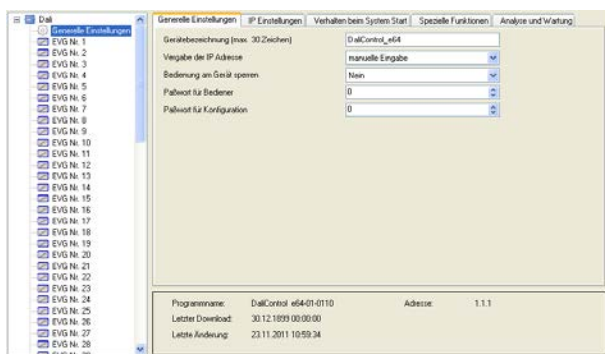 Dali
Generelle Einstellungen
EVG Nr. 1
EVG Nr. 2
EVG Nr. 3
EVG Nr. 4
EVG Nr. 5
EVG Nr. 6
EVG Nr. 7
EVG Nr. 8
EVG Nr. 9
EVG Nr. 10
EVG Nr. 11
EVG Nr. 12
EVG Nr. 13
EVG Nr. 14
EVG Nr. 15
EVG Nr. 16
EVG Nr. 17
EVG Nr. 18
EVG Nr. 19
EVG Nr. 20
EVG Nr. 21
EVG Nr. 22
EVG Nr. 23
EVG Nr. 24
EVG Nr. 25
EVG Nr. 26
EVG Nr. 27
EVG Nr. 28
Generelle Einstellungen IP Einstellungen Verhalten beim System Start Spezielle Funktionen Analyse und Wartung
Gerätebezeichnung (max. 30 Zeichen) DaliControl_e64
Vergabe der IP Adresse manuelle Eingabe
Bedienung am Gerät sperren Nein
Paßwort für Bediener 0
Paßwort für Konfiguration 0
Programmname: DaliControl e64-01-0110 Adresse: 1.1.1
Letzter Download: 30.12.1899 00:00:00
Letzte Änderung: 23.11.2011 10:59:34